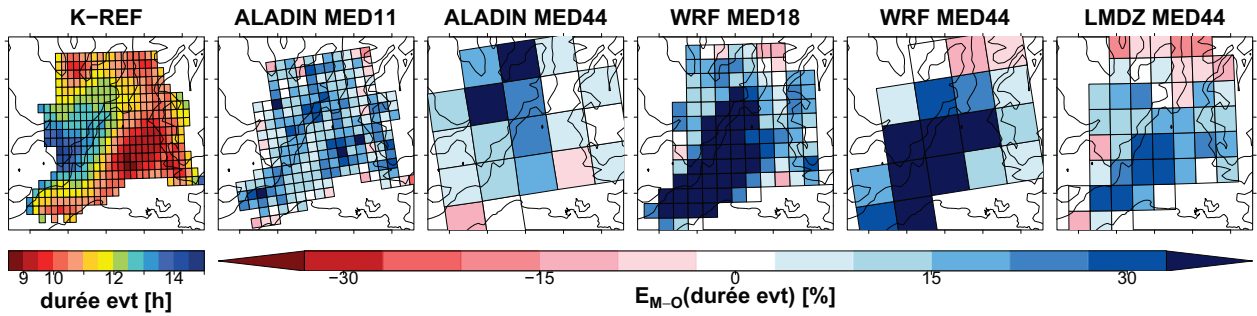 K−REF ALADIN MED11 ALADIN MED44 WRF MED18 WRF MED44 LMDZ MED44
9 10 12 14 −30 −15 0 15 30
durée evt [h] E_M−O(durée evt) [%]